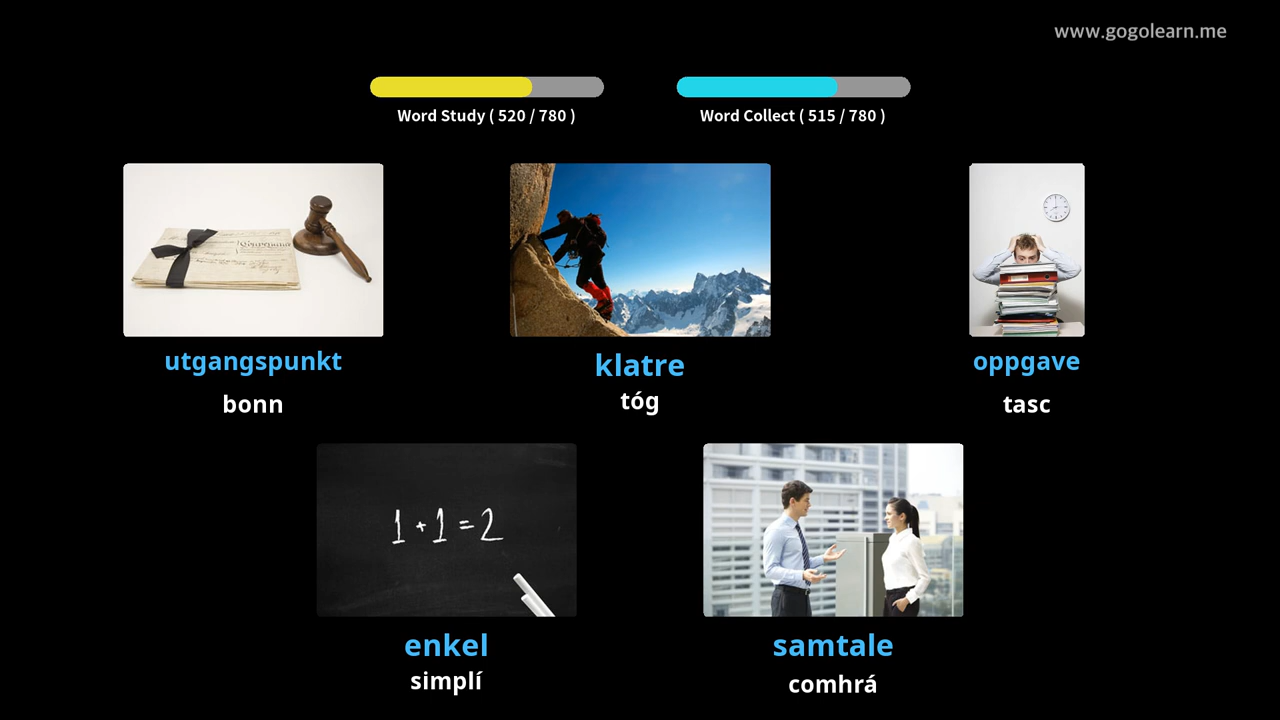 www.gogolearn.me
Word Study ( 520 / 780 )
Word Collect ( 515 / 780 )
utgangspunkt
bonn
klatre
tóg
oppgave
tasc
1 + 1 = 2
enkel
simplí
samtale
comhrá